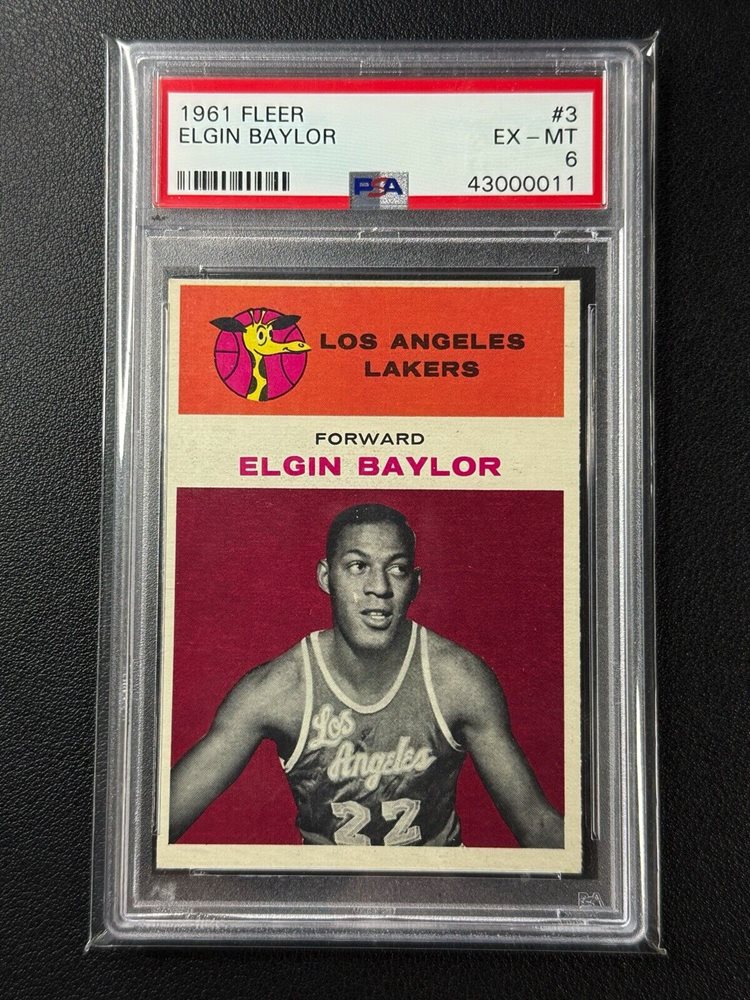 1961 FLEER #3
ELGIN BAYLOR EX - MT
6
PSA 43000011
LOS ANGELES
LAKERS
FORWARD
ELGIN BAYLOR
Los
Angeles
22
PSA